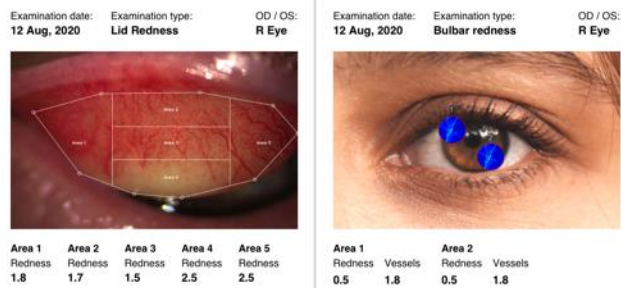 Examination date: Examination type: OD / OS:
12 Aug, 2020 Lid Redness R Eye
Area 2
Area 1 Area 3 Area 5
Area 4
Area 1 Area 2 Area 3 Area 4 Area 5
Redness Redness Redness Redness Redness
1.8 1.7 1.5 2.5 2.5
Examination date: Examination type: OD / OS:
12 Aug, 2020 Bulbar redness R Eye
Area 1 Area 2
Redness Vessels Redness Vessels
0.5 1.8 0.5 1.8